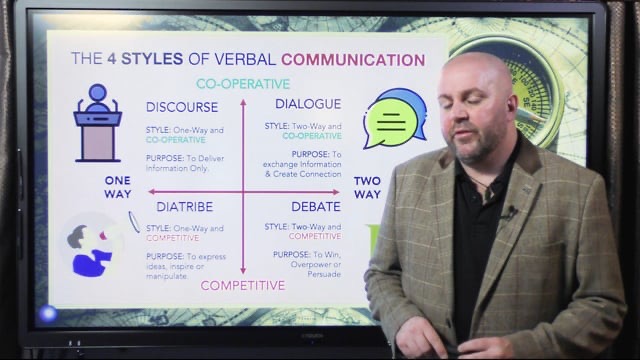 THE 4 STYLES OF VERBAL COMMUNICATION
CO-OPERATIVE
DISCOURSE
STYLE: One-Way and
CO-OPERATIVE
PURPOSE: To Deliver
Information Only.
DIALOGUE
STYLE: Two-Way and
CO-OPERATIVE
PURPOSE: To
exchange Information
& Create Connection
ONE
WAY
TWO
WAY
DIATRIBE
STYLE: One-Way and
COMPETITIVE
PURPOSE: To express
ideas, inspire or
manipulate.
DEBATE
STYLE: Two-Way and
COMPETITIVE
PURPOSE: To Win,
Overpower or
Persuade
COMPETITIVE